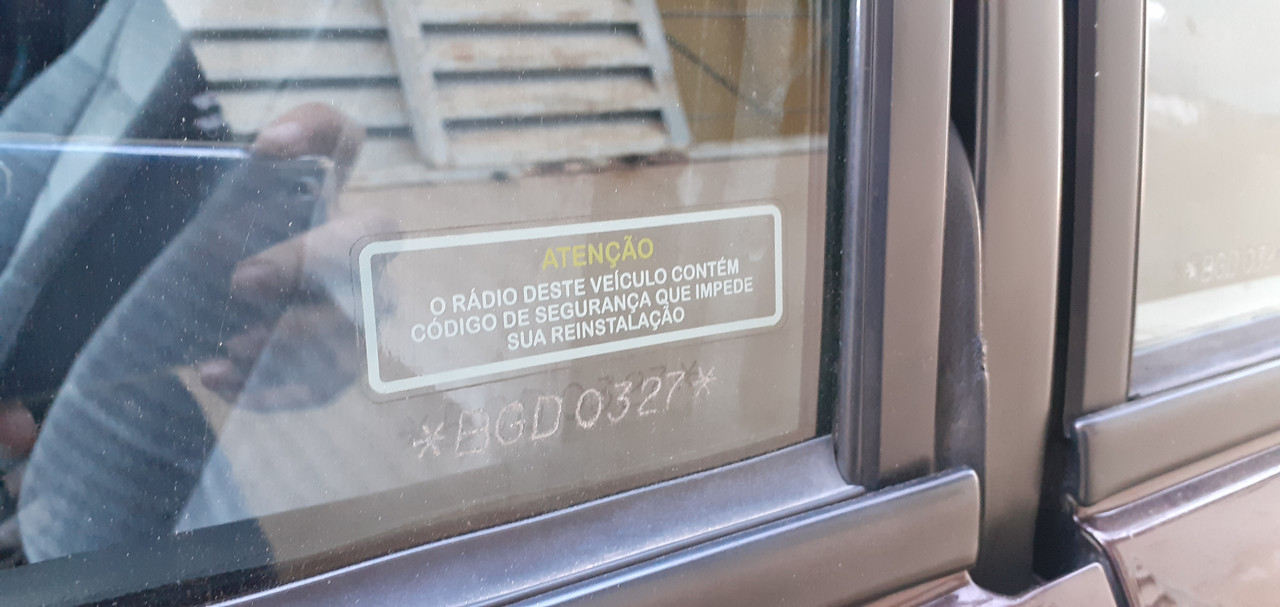 ATENÇÃO
O RÁDIO DESTE VEÍCULO CONTÉM
CÓDIGO DE SEGURANÇA QUE IMPEDE
SUA REINSTALAÇÃO
*BGD0327*